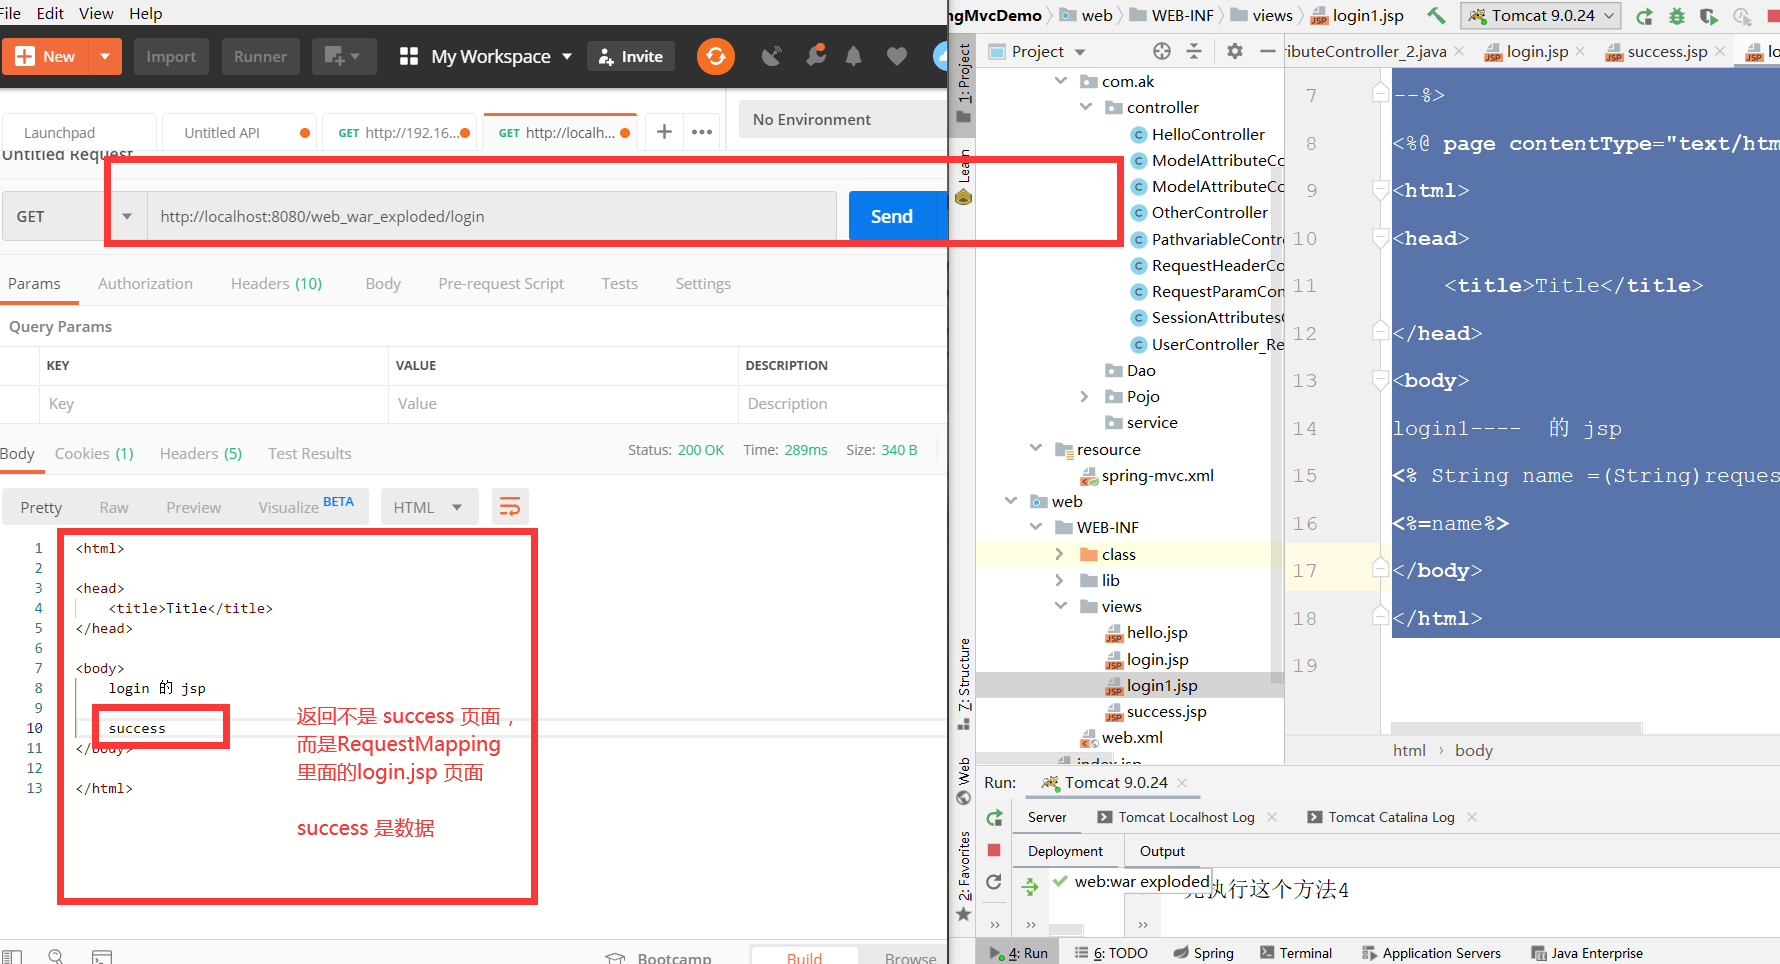 File Edit View Help
New
Import
Runner
My Workspace
Invite
Launchpad
Untitled API
GET http://192.16...
GET http://localh...
No Environment
Untitled Request
GET
http://localhost:8080/web_war_exploded/login
Send
Params
Authorization
Headers (10)
Body
Pre-request Script
Tests
Settings
Query Params
KEY
VALUE
DESCRIPTION
Key
Value
Description
Body
Cookies (1)
Headers (5)
Test Results
Status: 200 OK
Time: 289ms
Size: 340 B
Pretty
Raw
Preview
Visualize BETA
HTML
1 <html>
2
3 <head>
4 <title>Title</title>
5 </head>
6
7 <body>
8 login 的 jsp
9
10 success
11 </body>
12
13 </html>
返回不是 success 页面，
而是RequestMapping
里面的login.jsp 页面
success 是数据
Bootcamp
Build
Browse
ngMvcDemo
web
WEB-INF
views
login1.jsp
Tomcat 9.0.24
1: Project
Learn
Z: Structure
Web
2: Favorites
Project
ibuteController_2.java
login.jsp
success.jsp
lo
com.ak
controller
HelloController
ModelAttributeCo
ModelAttributeCo
OtherController
PathvariableContr
RequestHeaderCo
RequestParamCon
SessionAttributes
UserController_Re
Dao
Pojo
service
resource
spring-mvc.xml
web
WEB-INF
class
lib
views
hello.jsp
login.jsp
login1.jsp
success.jsp
web.xml
index.jsp
7 --%>
8 <%@ page contentType="text/htm
9 <html>
10 <head>
11 <title>Title</title>
12 </head>
13 <body>
14 login1---- 的 jsp
15 <% String name =(String)reques
16 <%=name%>
17 </body>
18 </html>
19
html › body
Run:
Tomcat 9.0.24
Server
Tomcat Localhost Log
Tomcat Catalina Log
Deployment
Output
web:war exploded
先执行这个方法4
4: Run
6: TODO
Spring
Terminal
Application Servers
Java Enterprise